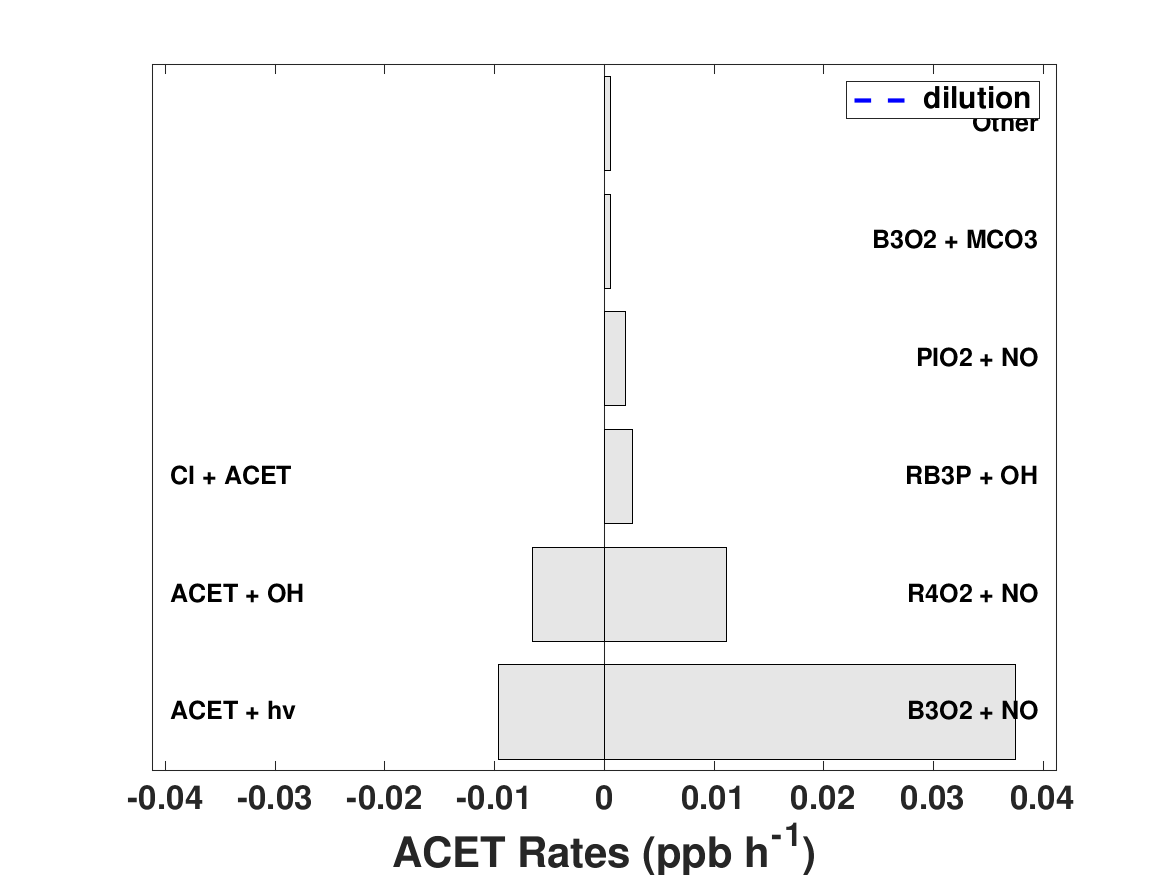 dilution
Other
B3O2 + MCO3
PIO2 + NO
Cl + ACET RB3P + OH
ACET + OH R4O2 + NO
ACET + hv B3O2 + NO
-0.04 -0.03 -0.02 -0.01 0 0.01 0.02 0.03 0.04
ACET Rates (ppb h-1)